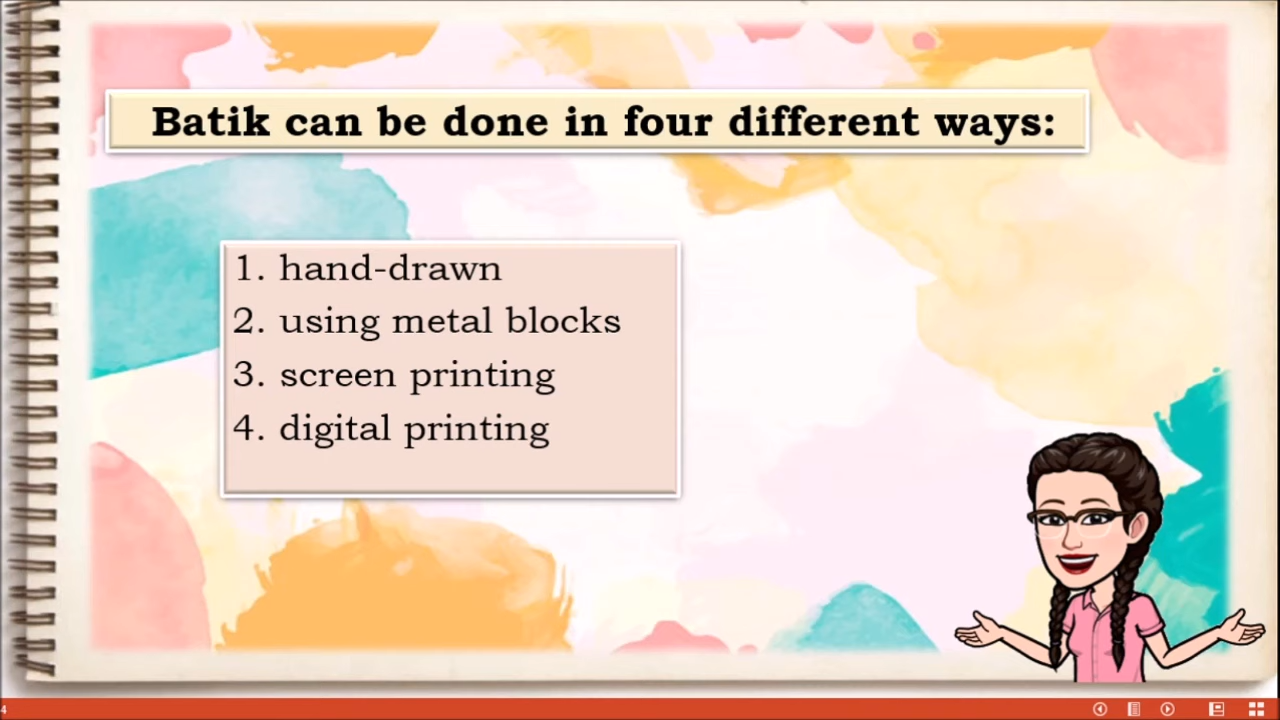 Batik can be done in four different ways:
1. hand-drawn
2. using metal blocks
3. screen printing
4. digital printing
4